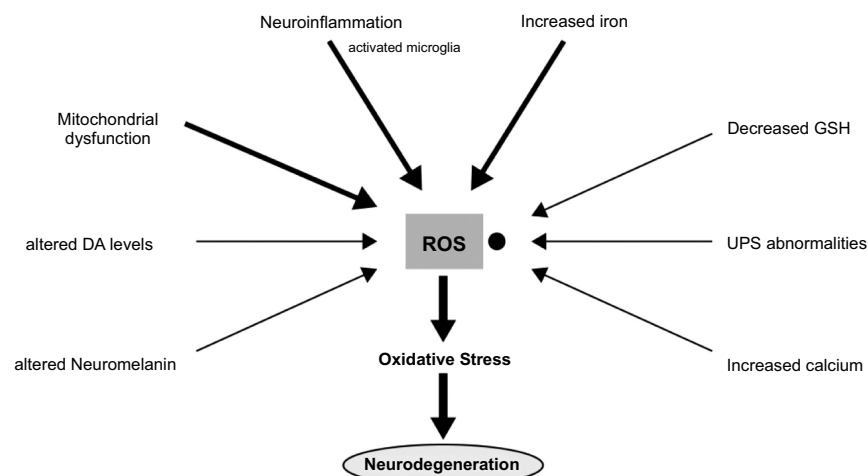 Neuroinflammation
activated microglia
Increased iron
Mitochondrial
dysfunction
Decreased GSH
altered DA levels
ROS
UPS abnormalities
altered Neuromelanin
Oxidative Stress
Increased calcium
Neurodegeneration